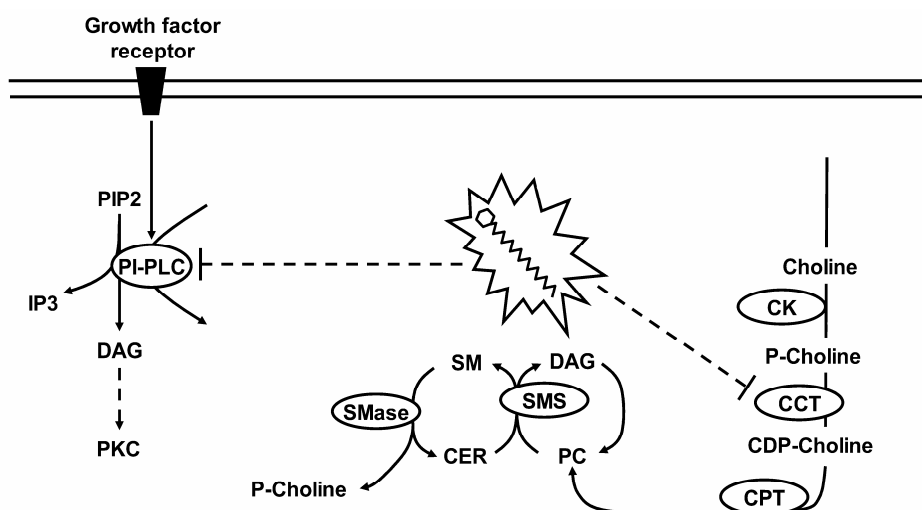 Growth factor
receptor
PIP2
PI-PLC
IP3
DAG
PKC
SM
DAG
SMase
SMS
CER
PC
P-Choline
Choline
CK
P-Choline
CCT
CDP-Choline
CPT